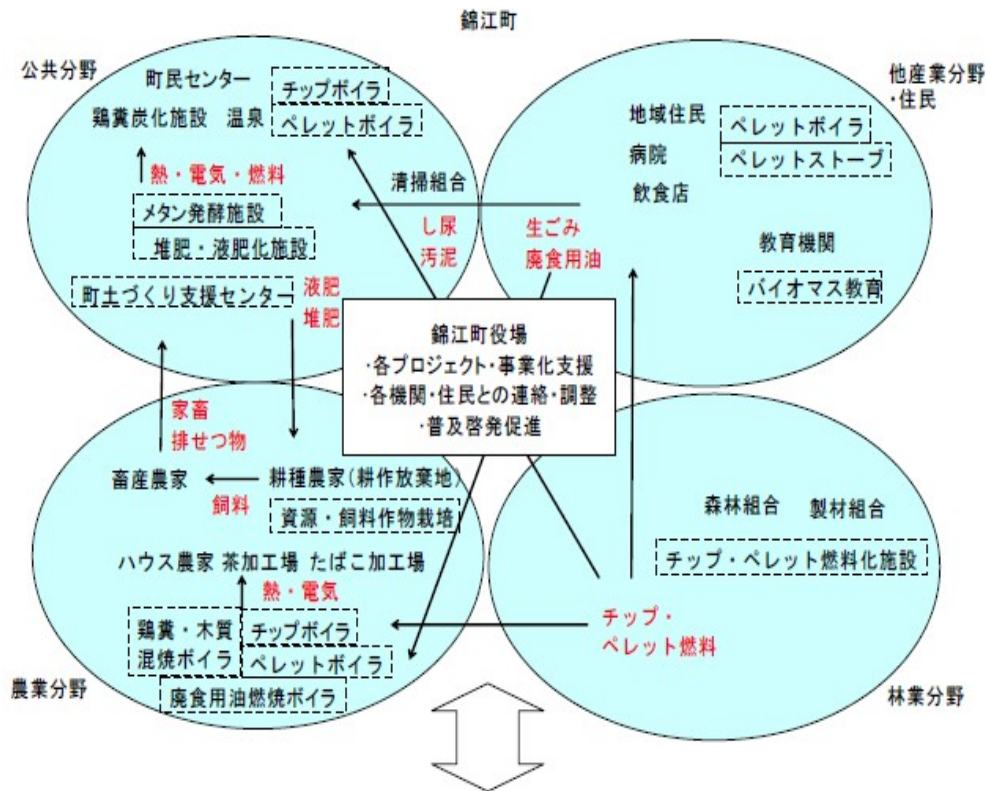 錦江町
公共分野
町民センター
チップボイラ
鶏糞炭化施設 温泉
ペレットボイラ
熱・電気・燃料
メタン発酵施設
堆肥・液肥化施設
町土づくり支援センター
液肥
堆肥
清掃組合
し尿
汚泥
他産業分野
・住民
地域住民
ペレットボイラ
病院
ペレットストーブ
飲食店
生ごみ
廃食用油
教育機関
バイオマス教育
錦江町役場
・各プロジェクト・事業化支援
・各機関・住民との連絡・調整
・普及啓発促進
家畜
排せつ物
畜産農家
耕種農家(耕作放棄地)
飼料
資源・飼料作物栽培
ハウス農家 茶加工場 たばこ加工場
熱・電気
鶏糞・木質
混焼ボイラ
チップボイラ
ペレットボイラ
廃食用油燃焼ボイラ
農業分野
森林組合
製材組合
チップ・ペレット燃料化施設
チップ・
ペレット燃料
林業分野